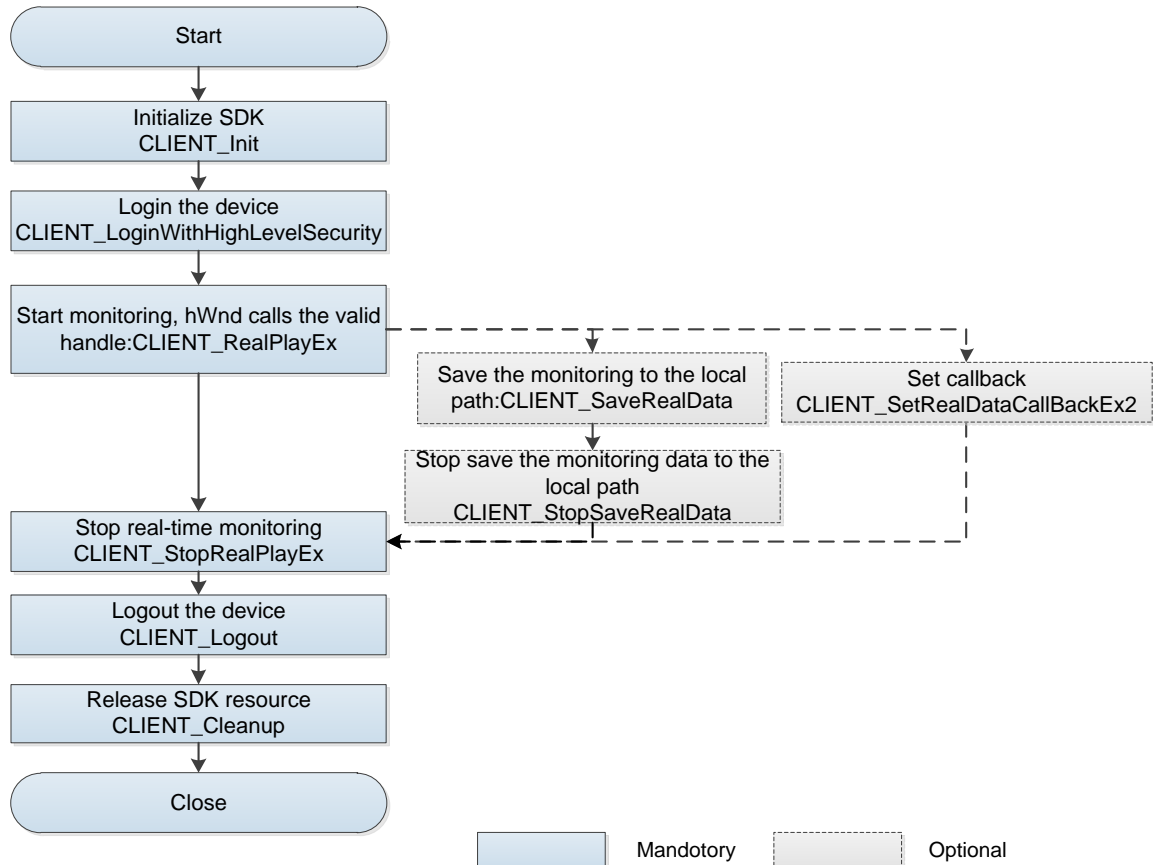 Start
Initialize SDK
CLIENT_Init
Login the device
CLIENT_LoginWithHighLevelSecurity
Start monitoring, hWnd calls the valid
handle:CLIENT_RealPlayEx
Save the monitoring to the local
path:CLIENT_SaveRealData
Set callback
CLIENT_SetRealDataCallBackEx2
Stop save the monitoring data to the
local path
CLIENT_StopSaveRealData
Stop real-time monitoring
CLIENT_StopRealPlayEx
Logout the device
CLIENT_Logout
Release SDK resource
CLIENT_Cleanup
Close
Mandotory
Optional